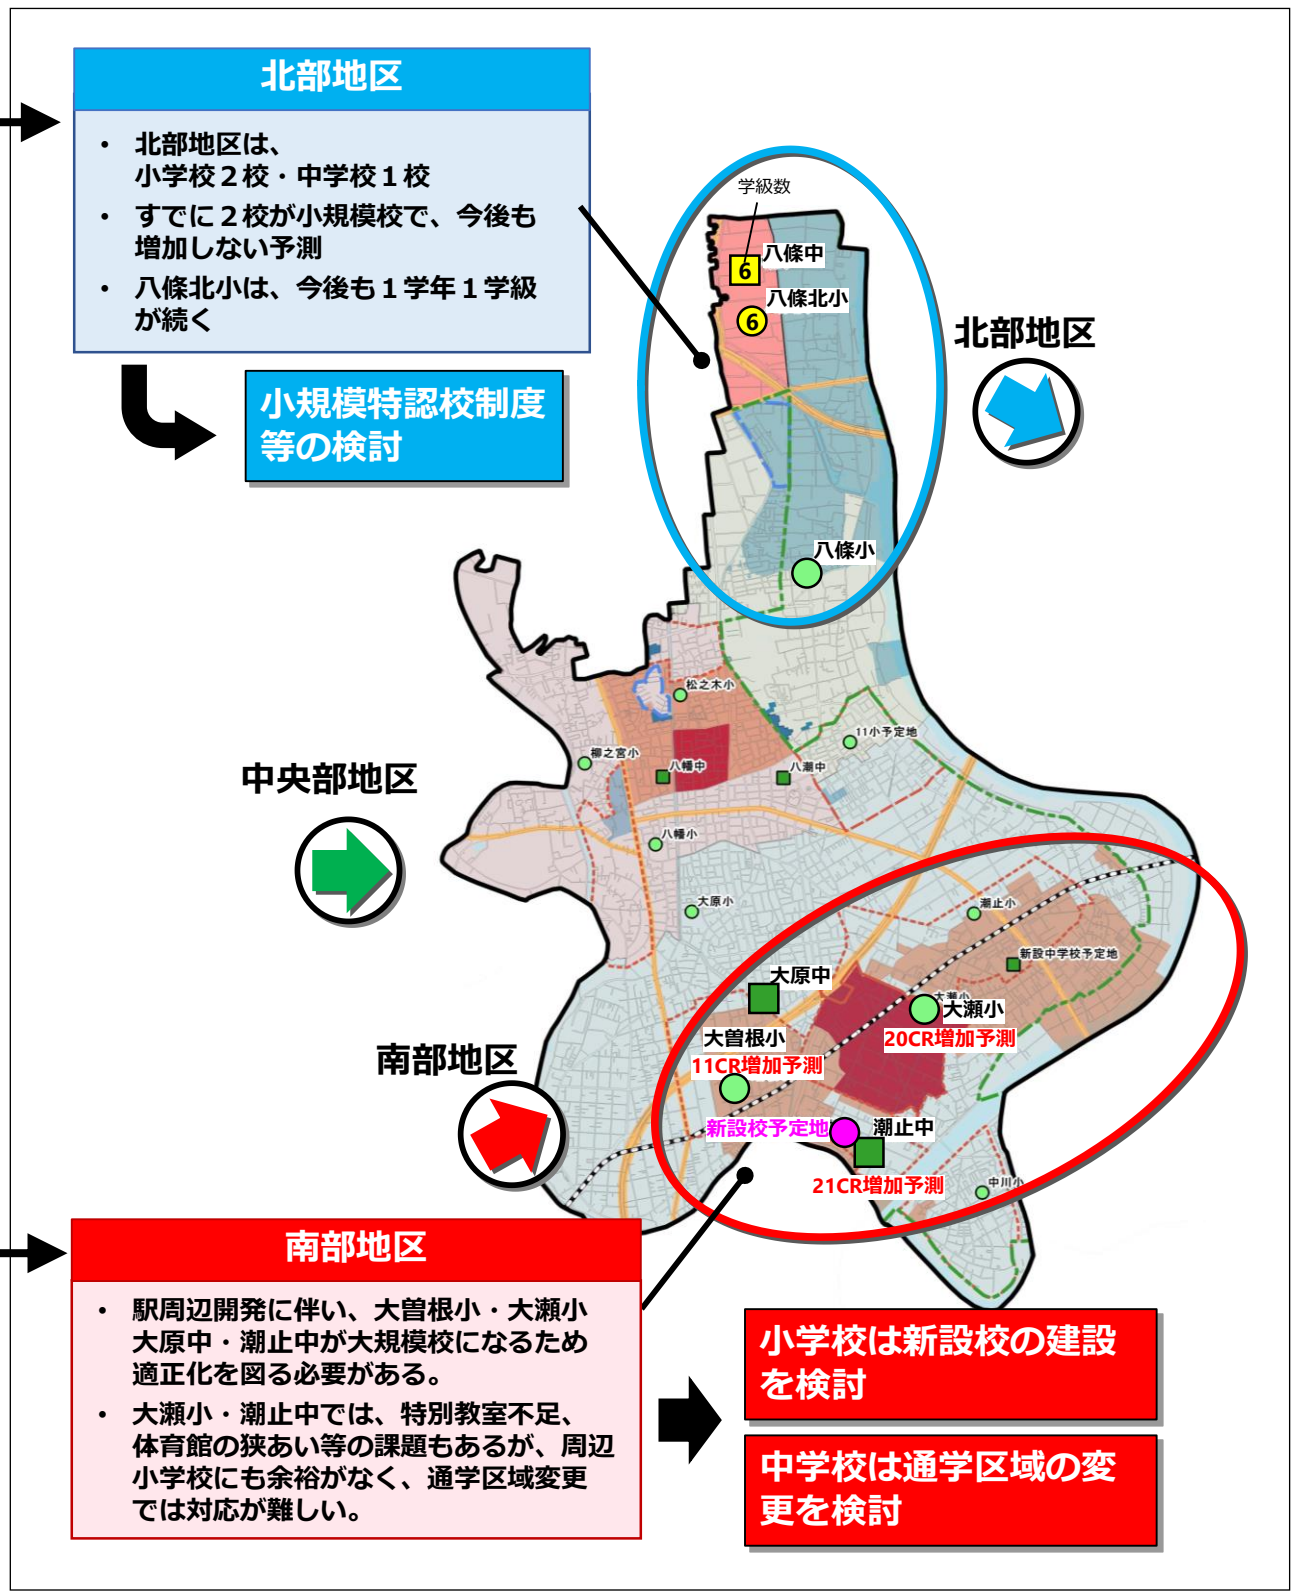 北部地区
・ 北部地区は、
小学校２校・中学校１校
・ すでに２校が小規模校で、今後も
増加しない予測
・ 八條北小は、今後も１学年１学級
が続く
小規模特認校制度
等の検討
学級数
八條中
6
八條北小
6
北部地区
八條小
松之木小
11小予定地
柳之宮小
八幡中
八潮中
中央部地区
八幡小
大原小
潮止小
新設中学校予定地
大原中
大瀬小
大瀬小
20CR増加予測
大曽根小
11CR増加予測
南部地区
新設校予定地
潮止中
21CR増加予測
中川小
南部地区
・ 駅周辺開発に伴い、大曽根小・大瀬小
大原中・潮止中が大規模校になるため
適正化を図る必要がある。
・ 大瀬小・潮止中では、特別教室不足、
体育館の狭あい等の課題もあるが、周辺
小学校にも余裕がなく、通学区域変更
では対応が難しい。
小学校は新設校の建設
を検討
中学校は通学区域の変
更を検討